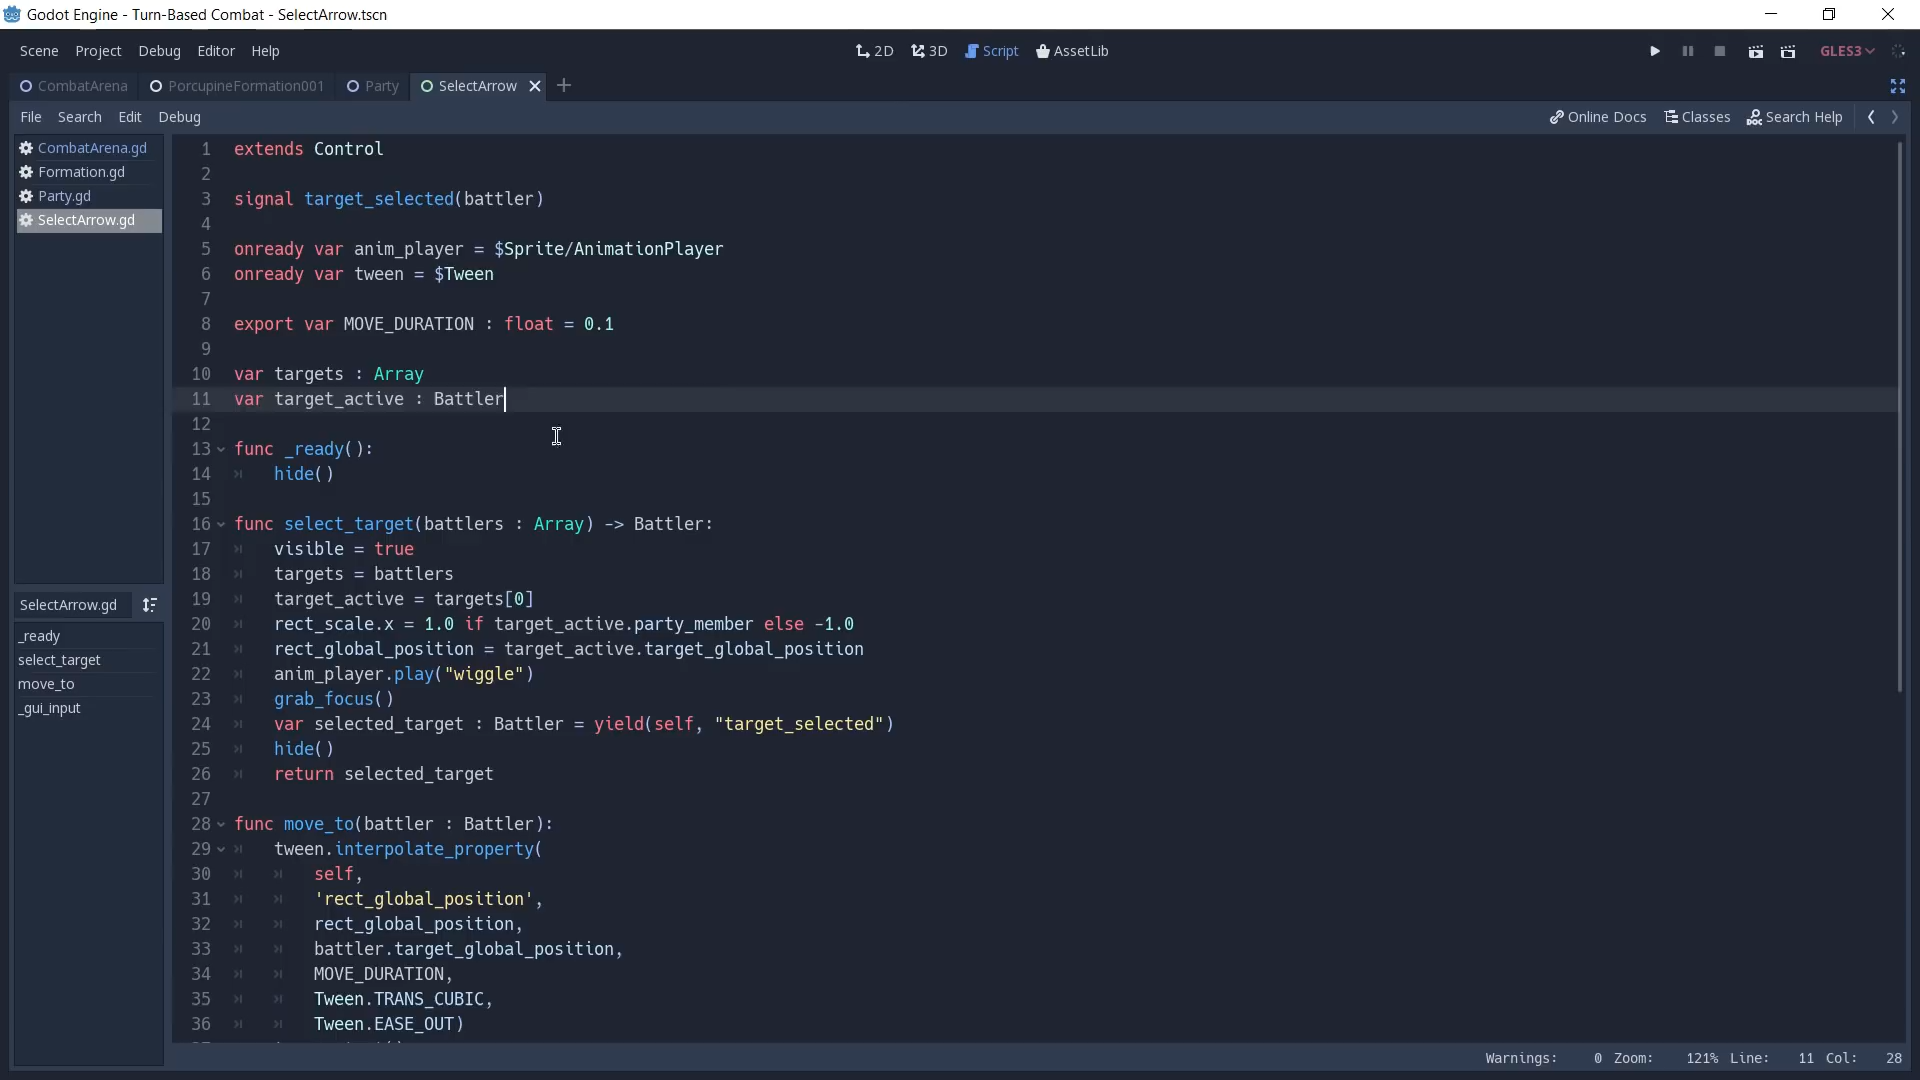 Godot Engine - Turn-Based Combat - SelectArrow.tscn
Scene Project Debug Editor Help 2D 3D Script AssetLib GLES3
CombatArena PorcupineFormation001 Party SelectArrow
File Search Edit Debug Online Docs Classes Search Help
CombatArena.gd
Formation.gd
Party.gd
SelectArrow.gd
SelectArrow.gd
_ready
select_target
move_to
_gui_input
1 extends Control
2
3 signal target_selected(battler)
4
5 onready var anim_player = $Sprite/AnimationPlayer
6 onready var tween = $Tween
7
8 export var MOVE_DURATION : float = 0.1
9
10 var targets : Array
11 var target_active : Battler
12
13 func _ready():
14 hide()
15
16 func select_target(battlers : Array) -> Battler:
17 visible = true
18 targets = battlers
19 target_active = targets[0]
20 rect_scale.x = 1.0 if target_active.party_member else -1.0
21 rect_global_position = target_active.target_global_position
22 anim_player.play("wiggle")
23 grab_focus()
24 var selected_target : Battler = yield(self, "target_selected")
25 hide()
26 return selected_target
27
28 func move_to(battler : Battler):
29 tween.interpolate_property(
30 self,
31 'rect_global_position',
32 rect_global_position,
33 battler.target_global_position,
34 MOVE_DURATION,
35 Tween.TRANS_CUBIC,
36 Tween.EASE_OUT)
Warnings: 0 Zoom: 121% Line: 11 Col: 28